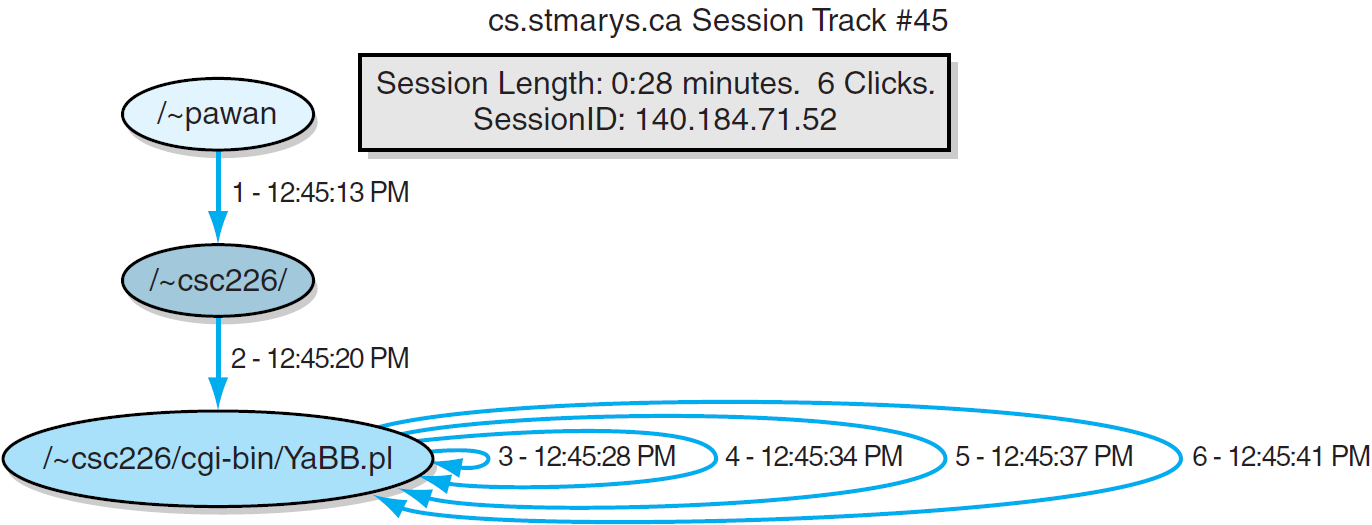 cs.stmarys.ca Session Track #45
Session Length: 0:28 minutes.  6 Clicks.
SessionID: 140.184.71.52
/~pawan
1 - 12:45:13 PM
/~csc226/
2 - 12:45:20 PM
/~csc226/cgi-bin/YaBB.pl
3 - 12:45:28 PM
4 - 12:45:34 PM
5 - 12:45:37 PM
6 - 12:45:41 PM